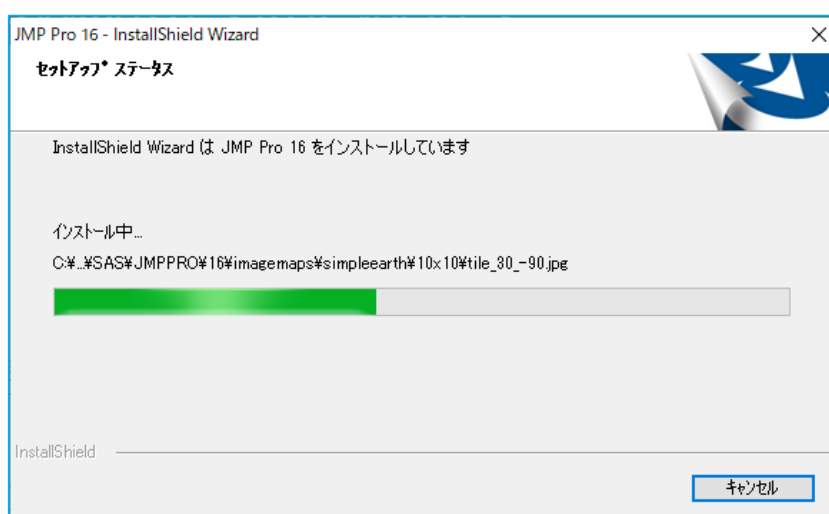 JMP Pro 16 - InstallShield Wizard
セットアップ ステータス
InstallShield Wizard は JMP Pro 16 をインストールしています
インストール中...
C:¥...¥SAS¥JMPPRO¥16¥imagemaps¥simpleearth¥10x10¥tile_30_-90.jpg
InstallShield
キャンセル